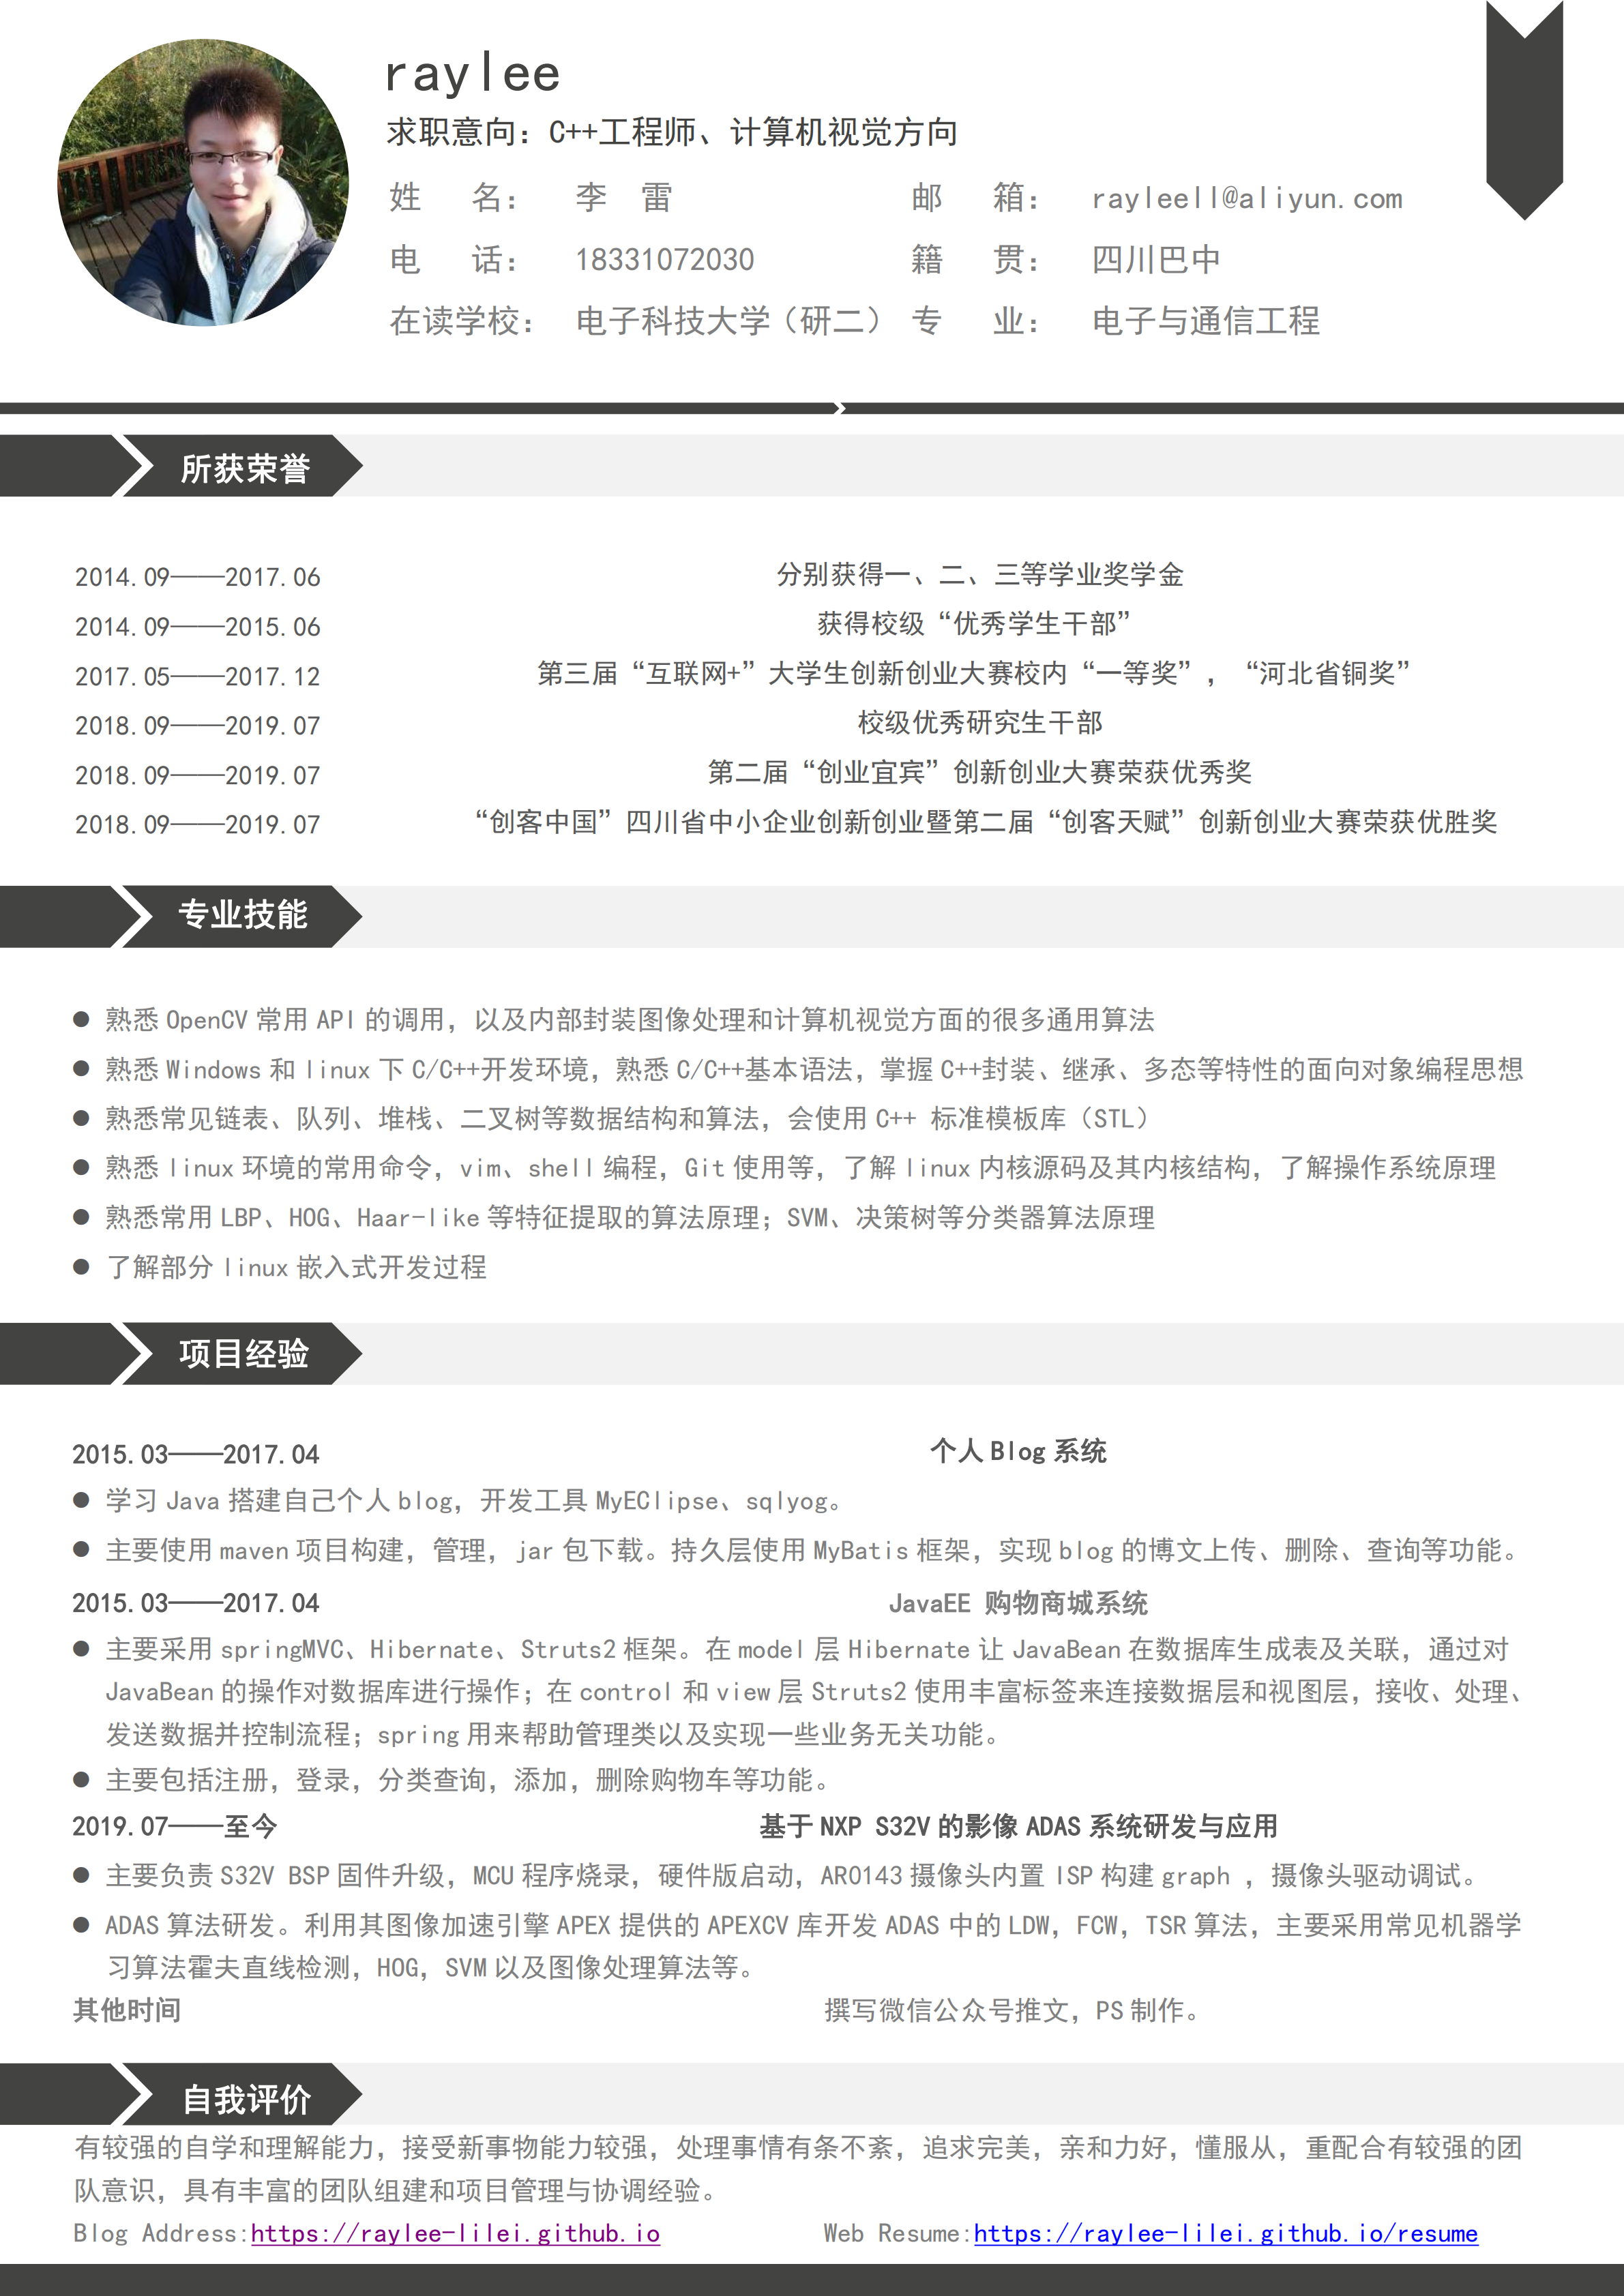 raylee
求职意向：C++工程师、计算机视觉方向
姓 名： 李 雷 邮 箱： rayleell@aliyun.com
电 话： 18331072030 籍 贯： 四川巴中
在读学校： 电子科技大学（研二） 专 业： 电子与通信工程
所获荣誉
2014.09——2017.06 分别获得一、二、三等学业奖学金
2014.09——2015.06 获得校级“优秀学生干部”
2017.05——2017.12 第三届“互联网+”大学生创新创业大赛校内“一等奖”，“河北省铜奖”
2018.09——2019.07 校级优秀研究生干部
2018.09——2019.07 第二届“创业宜宾”创新创业大赛荣获优秀奖
2018.09——2019.07 “创客中国”四川省中小企业创新创业暨第二届“创客天赋”创新创业大赛荣获优胜奖
专业技能
● 熟悉 OpenCV 常用 API 的调用，以及内部封装图像处理和计算机视觉方面的很多通用算法
● 熟悉 Windows 和 linux 下 C/C++开发环境，熟悉 C/C++基本语法，掌握 C++封装、继承、多态等特性的面向对象编程思想
● 熟悉常见链表、队列、堆栈、二叉树等数据结构和算法，会使用 C++ 标准模板库（STL）
● 熟悉 linux 环境的常用命令，vim、shell 编程，Git 使用等，了解 linux 内核源码及其内核结构，了解操作系统原理
● 熟悉常用 LBP、HOG、Haar-like 等特征提取的算法原理；SVM、决策树等分类器算法原理
● 了解部分 linux 嵌入式开发过程
项目经验
2015.03——2017.04 个人 Blog 系统
● 学习 Java 搭建自己个人 blog，开发工具 MyEClipse、sqlyog。
● 主要使用 maven 项目构建，管理，jar 包下载。持久层使用 MyBatis 框架，实现 blog 的博文上传、删除、查询等功能。
2015.03——2017.04 JavaEE 购物商城系统
● 主要采用 springMVC、Hibernate、Struts2 框架。在 model 层 Hibernate 让 JavaBean 在数据库生成表及关联，通过对
JavaBean 的操作对数据库进行操作；在 control 和 view 层 Struts2 使用丰富标签来连接数据层和视图层，接收、处理、
发送数据并控制流程；spring 用来帮助管理类以及实现一些业务无关功能。
● 主要包括注册，登录，分类查询，添加，删除购物车等功能。
2019.07——至今 基于 NXP S32V 的影像 ADAS 系统研发与应用
● 主要负责 S32V BSP 固件升级，MCU 程序烧录，硬件版启动，AR0143 摄像头内置 ISP 构建 graph ，摄像头驱动调试。
● ADAS 算法研发。利用其图像加速引擎 APEX 提供的 APEXCV 库开发 ADAS 中的 LDW，FCW，TSR 算法，主要采用常见机器学
习算法霍夫直线检测，HOG，SVM 以及图像处理算法等。
其他时间 撰写微信公众号推文，PS 制作。
自我评价
有较强的自学和理解能力，接受新事物能力较强，处理事情有条不紊，追求完美，亲和力好，懂服从，重配合有较强的团
队意识，具有丰富的团队组建和项目管理与协调经验。
Blog Address:https://raylee-lilei.github.io Web Resume:https://raylee-lilei.github.io/resume